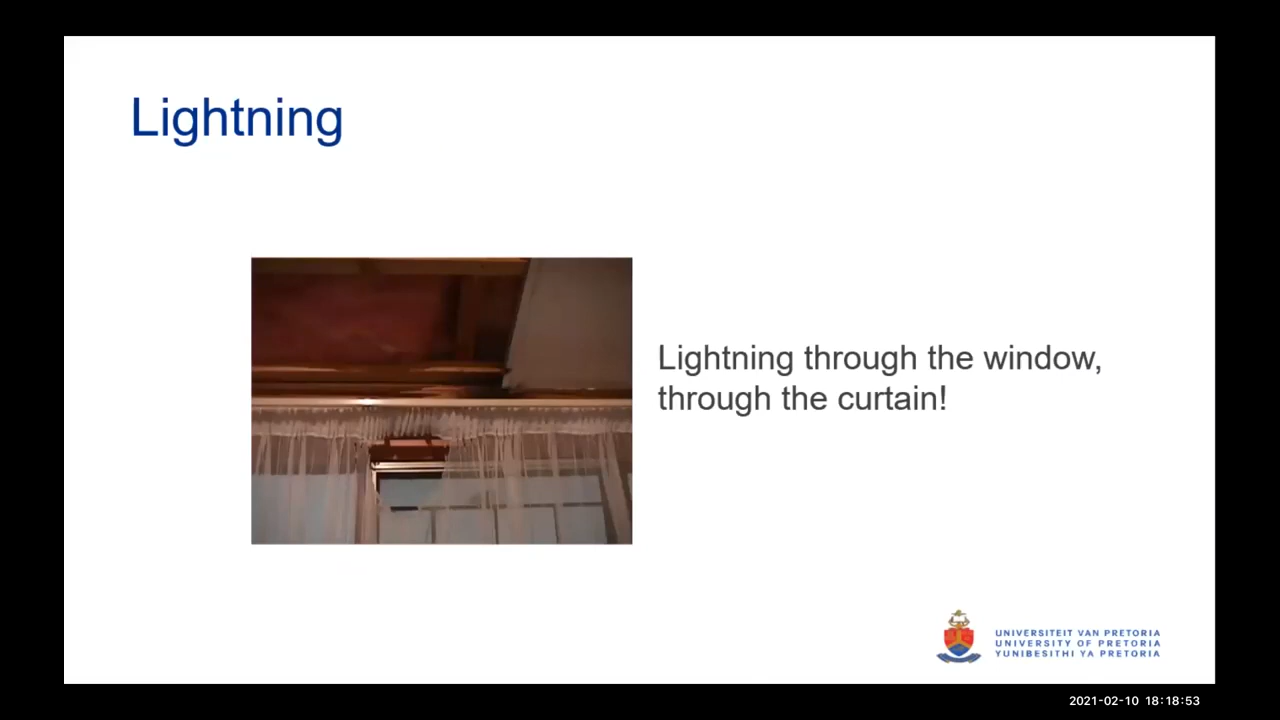 Lightning
Lightning through the window,
through the curtain!
UNIVERSITEIT VAN PRETORIA
UNIVERSITY OF PRETORIA
YUNIBESITHI YA PRETORIA
2021-02-10 18:18:53